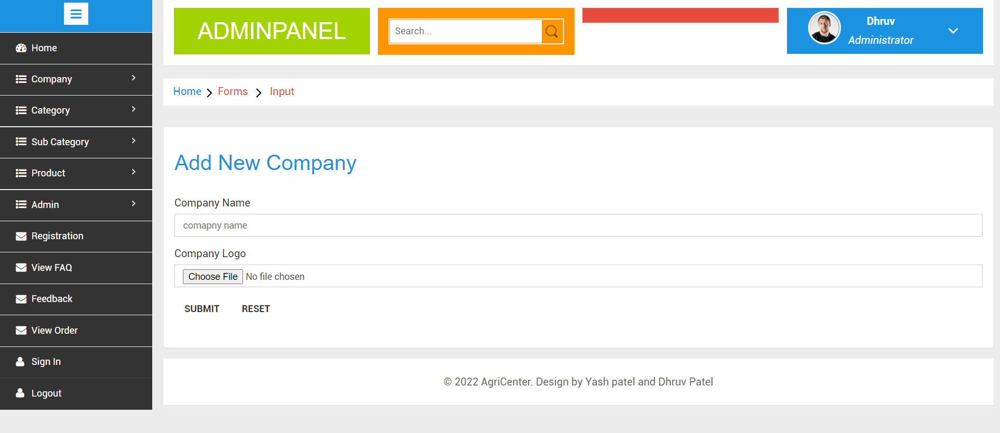 Home
Company
Category
Sub Category
Product
Admin
Registration
View FAQ
Feedback
View Order
Sign In
Logout
ADMINPANEL
Search...
Dhruv
Administrator
Home Forms Input
Add New Company
Company Name
comapny name
Company Logo
Choose File No file chosen
SUBMIT RESET
© 2022 AgriCenter. Design by Yash patel and Dhruv Patel